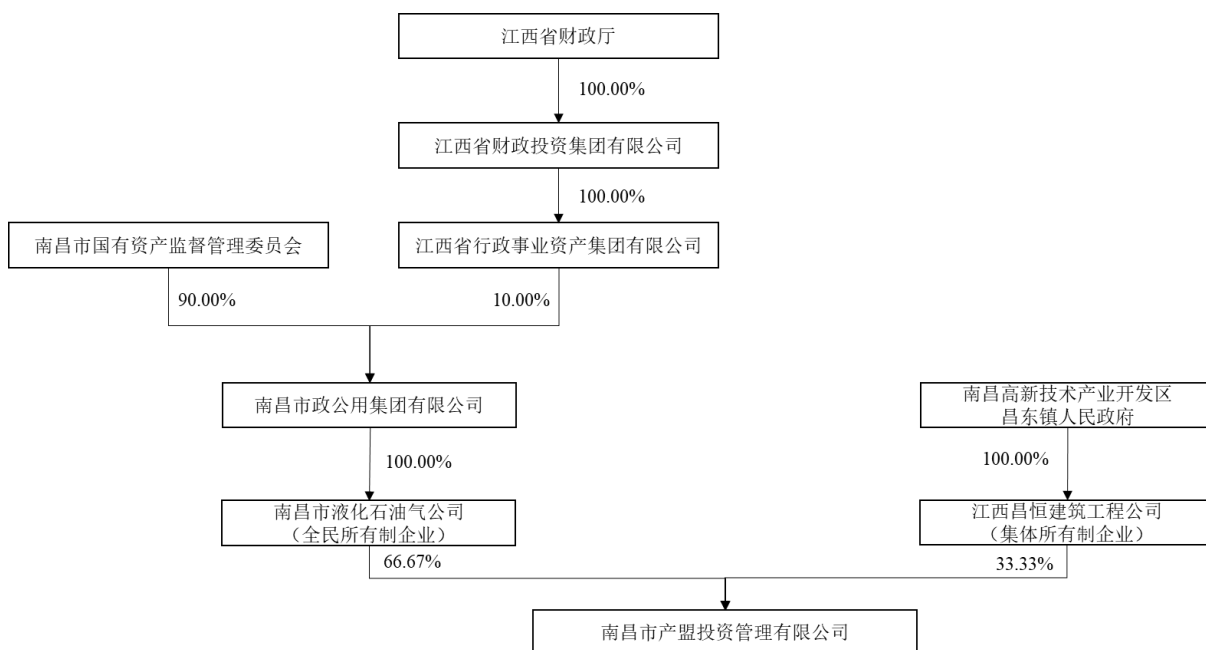 江西省财政厅
100.00%
江西省财政投资集团有限公司
100.00%
南昌市国有资产监督管理委员会
江西省行政事业资产集团有限公司
90.00%
10.00%
南昌市政公用集团有限公司
南昌高新技术产业开发区
昌东镇人民政府
100.00%
100.00%
南昌市液化石油气公司
（全民所有制企业）
江西昌恒建筑工程公司
（集体所有制企业）
66.67%
33.33%
南昌市产盟投资管理有限公司